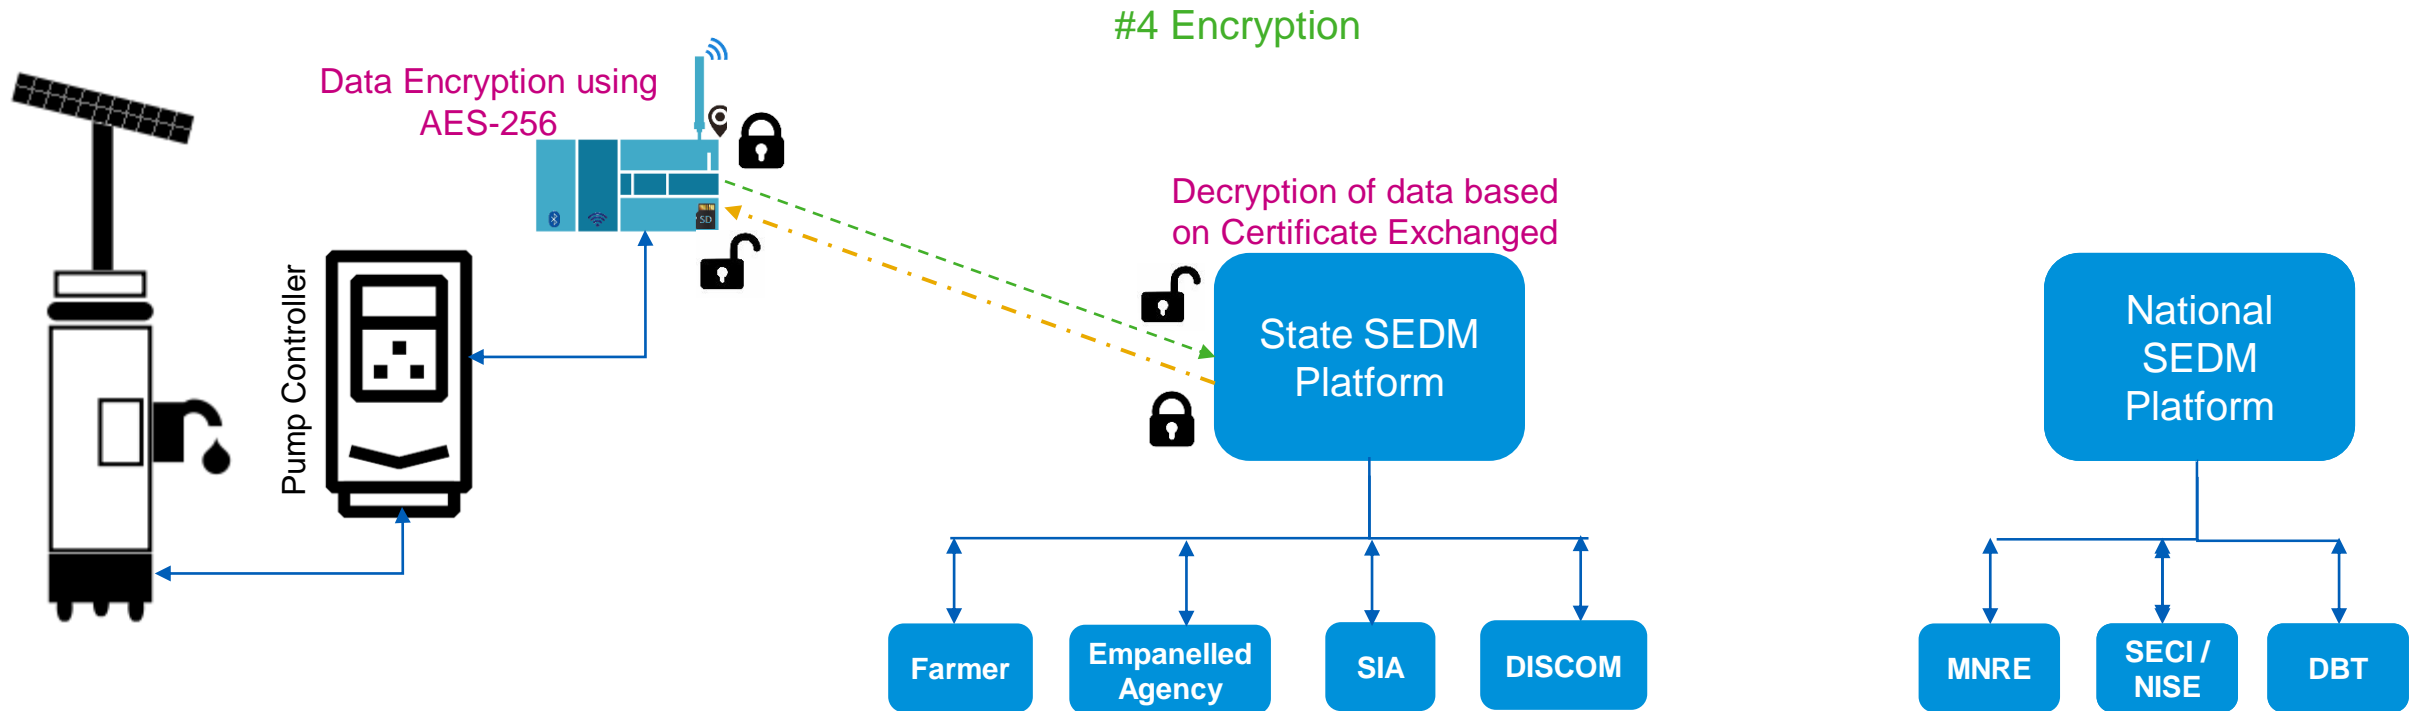 #4 Encryption
Data Encryption using
AES-256
SD
Decryption of data based
on Certificate Exchanged
Pump Controller
State SEDM
Platform
National
SEDM
Platform
Farmer
Empanelled
Agency
SIA
DISCOM
MNRE
SECI /
NISE
DBT